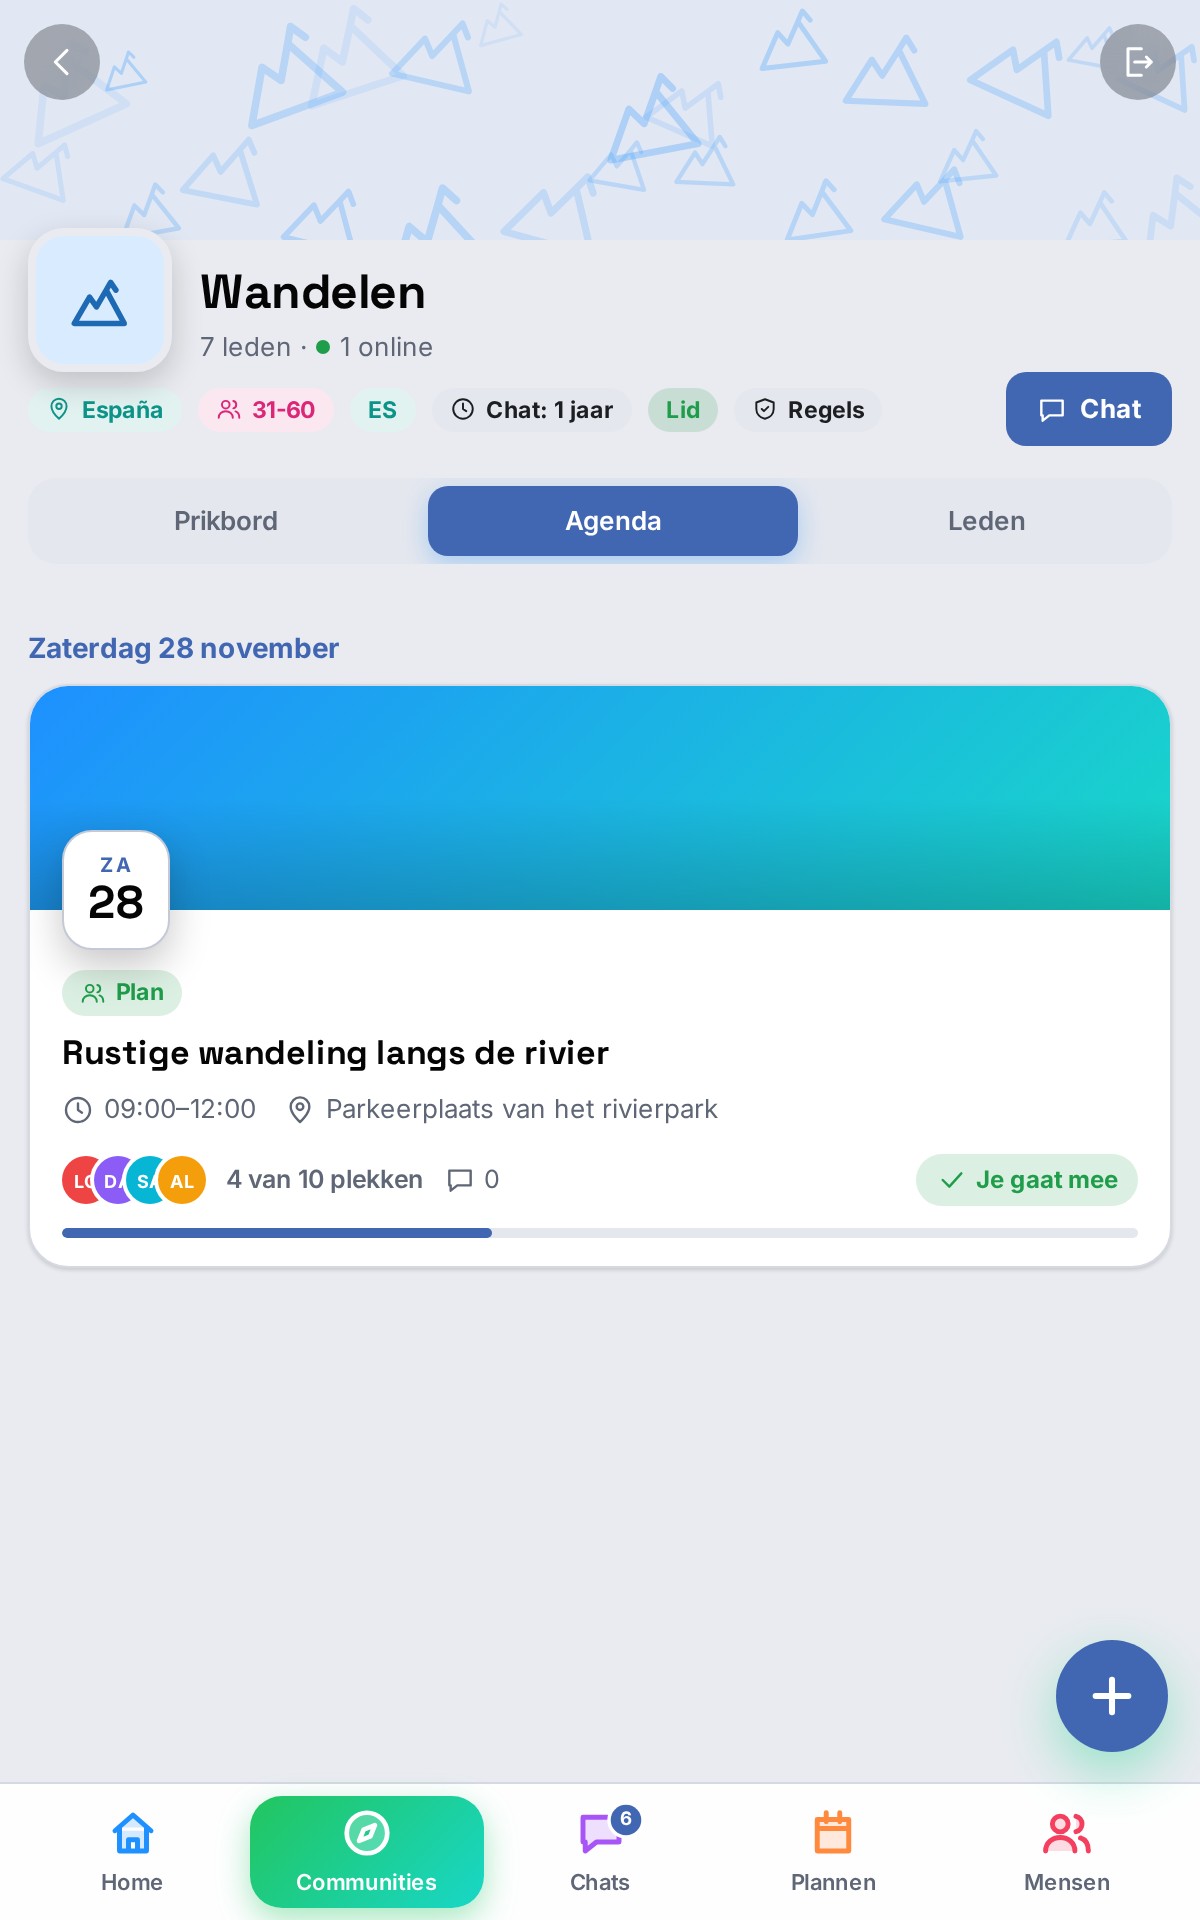 Wandelen
7 leden · 1 online
España 31-60 ES Chat: 1 jaar Lid Regels Chat
Prikbord Agenda Leden
Zaterdag 28 november
ZA
28
Plan
Rustige wandeling langs de rivier
09:00–12:00 Parkeerplaats van het rivierpark
AL 4 van 10 plekken 0 Je gaat mee
6
Home Communities Chats Plannen Mensen